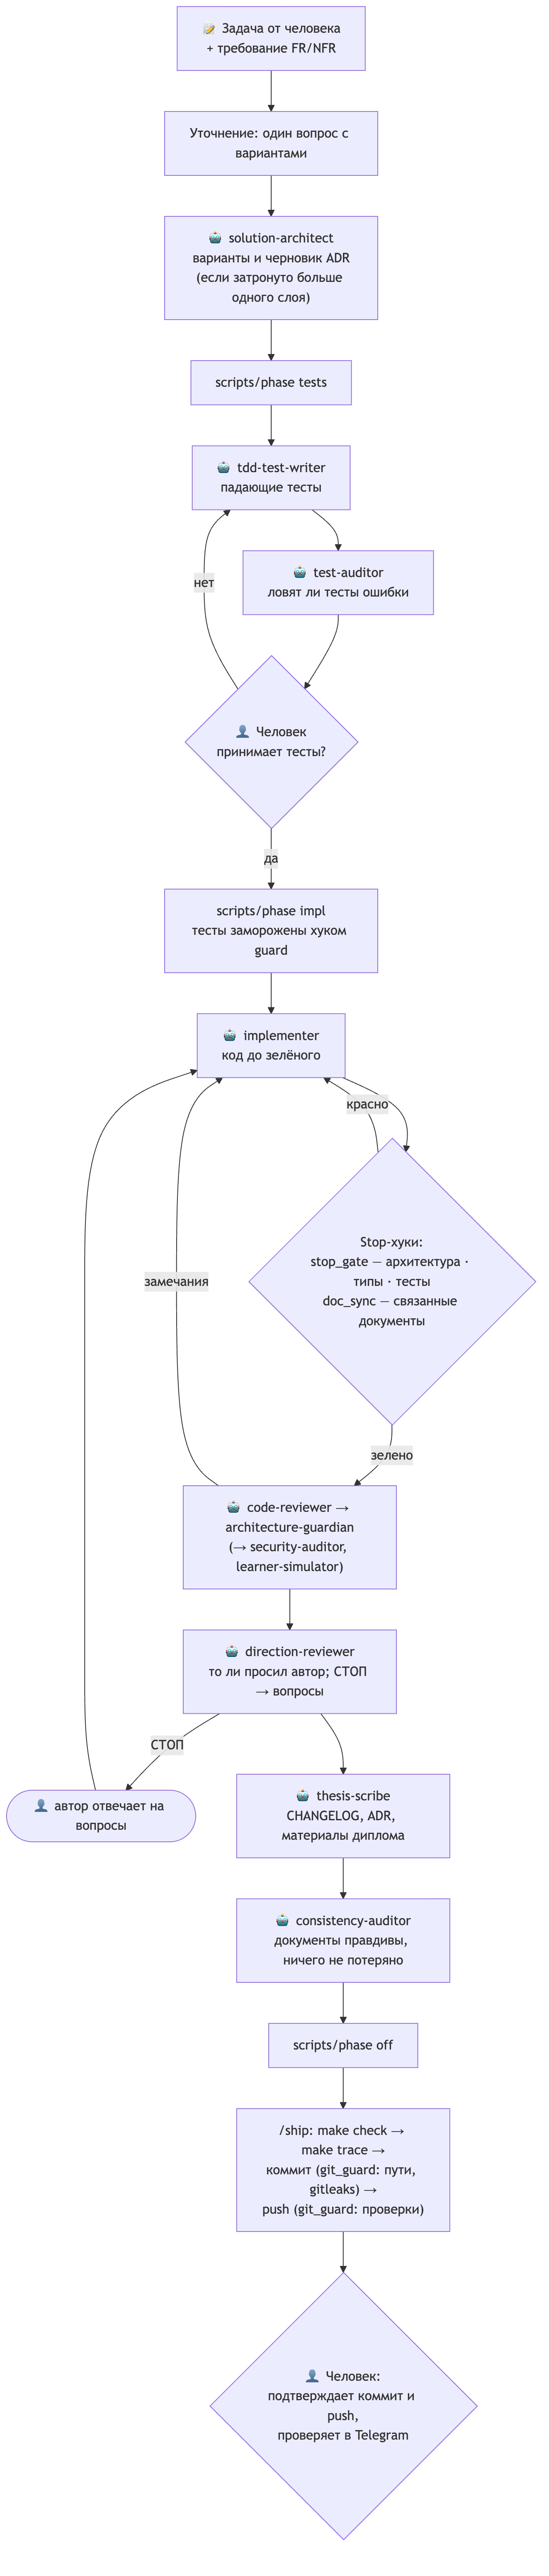 📝 Задача от человека
+ требование FR/NFR
Уточнение: один вопрос с
вариантами
🤖 solution-architect
варианты и черновик ADR
(если затронуто больше
одного слоя)
scripts/phase tests
🤖 tdd-test-writer
падающие тесты
🤖 test-auditor
ловят ли тесты ошибки
нет
👤 Человек
принимает тесты?
да
scripts/phase impl
тесты заморожены хуком
guard
🤖 implementer
код до зелёного
красно
Stop-хуки:
stop_gate — архитектура ·
типы · тесты
doc_sync — связанные
документы
замечания
зелено
🤖 code-reviewer →
architecture-guardian
(→ security-auditor,
learner-simulator)
🤖 direction-reviewer
то ли просил автор; СТОП
→ вопросы
СТОП
👤 автор отвечает на
вопросы
🤖 thesis-scribe
CHANGELOG, ADR,
материалы диплома
🤖 consistency-auditor
документы правдивы,
ничего не потеряно
scripts/phase off
/ship: make check →
make trace →
коммит (git_guard: пути,
gitleaks) →
push (git_guard: проверки)
👤 Человек:
подтверждает коммит и
push,
проверяет в Telegram